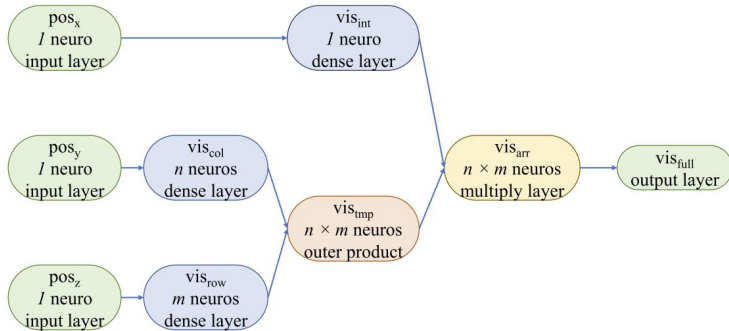 pos_x
1 neuro
input layer
vis_int
1 neuro
dense layer
pos_y
1 neuro
input layer
vis_col
n neuros
dense layer
vis_tmp
n × m neuros
outer product
vis_arr
n × m neuros
multiply layer
vis_full
output layer
pos_z
1 neuro
input layer
vis_row
m neuros
dense layer